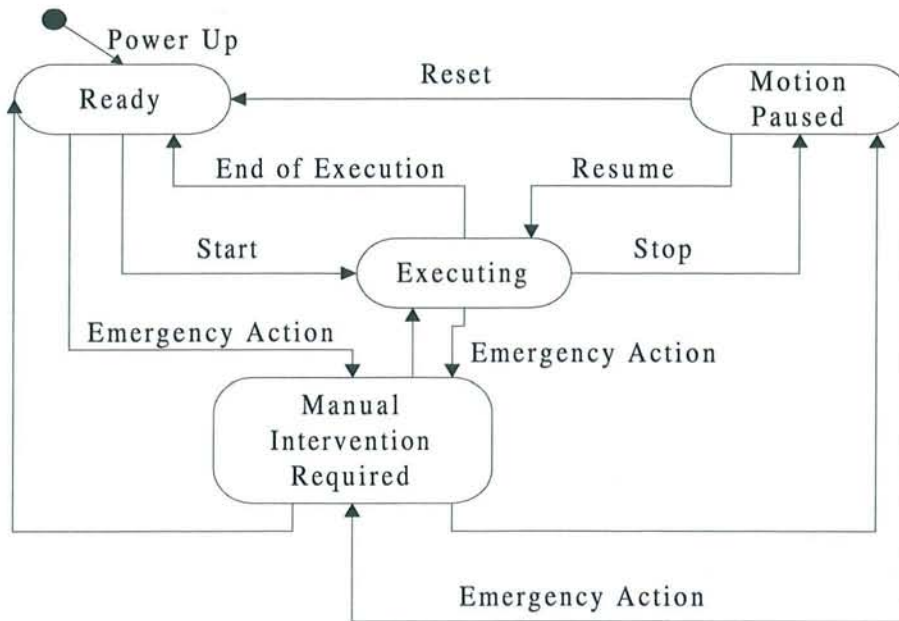 Power Up
Ready
Reset
Motion
Paused
End of Execution
Resume
Start
Executing
Stop
Emergency Action
Emergency Action
Manual
Intervention
Required
Emergency Action